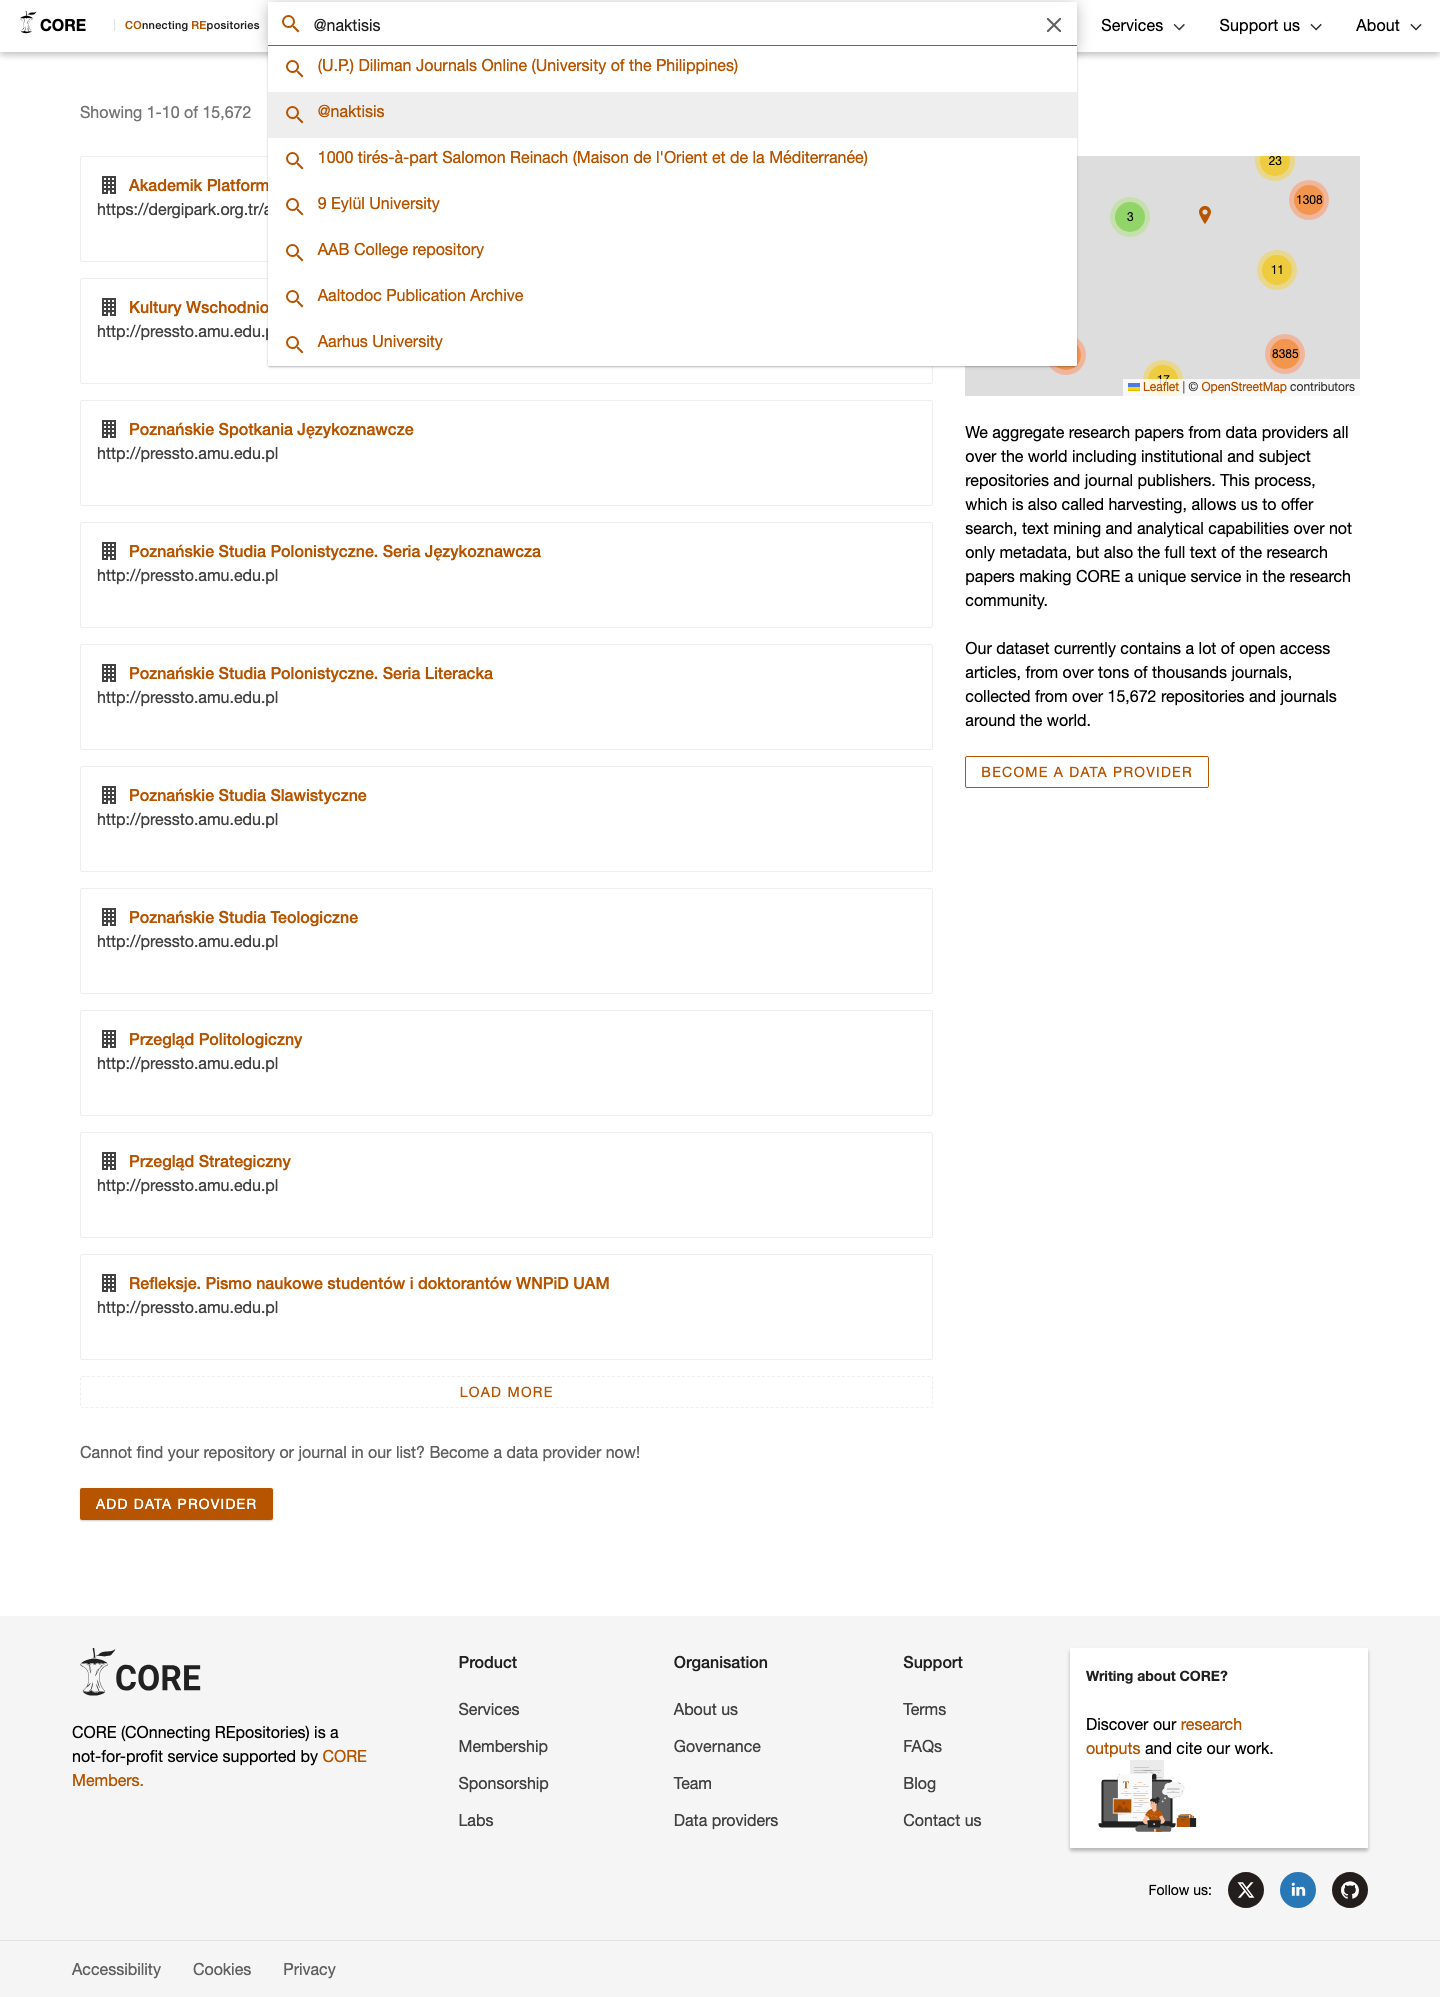 CORE
COnnecting REpositories
@naktisis
Services
Support us
About
(U.P.) Diliman Journals Online (University of the Philippines)
@naktisis
1000 tirés-à-part Salomon Reinach (Maison de l'Orient et de la Méditerranée)
9 Eylül University
AAB College repository
Aaltodoc Publication Archive
Aarhus University
Showing 1-10 of 15,672
Akademik Platform
https://dergipark.org.tr/
Kultury Wschodnio
http://pressto.amu.edu.p
Poznańskie Spotkania Językoznawcze
http://pressto.amu.edu.pl
Poznańskie Studia Polonistyczne. Seria Językoznawcza
http://pressto.amu.edu.pl
Poznańskie Studia Polonistyczne. Seria Literacka
http://pressto.amu.edu.pl
Poznańskie Studia Slawistyczne
http://pressto.amu.edu.pl
Poznańskie Studia Teologiczne
http://pressto.amu.edu.pl
Przegląd Politologiczny
http://pressto.amu.edu.pl
Przegląd Strategiczny
http://pressto.amu.edu.pl
Refleksje. Pismo naukowe studentów i doktorantów WNPiD UAM
http://pressto.amu.edu.pl
LOAD MORE
Cannot find your repository or journal in our list? Become a data provider now!
ADD DATA PROVIDER
23
1308
3
11
8385
17
Leaflet | © OpenStreetMap contributors
We aggregate research papers from data providers all
over the world including institutional and subject
repositories and journal publishers. This process,
which is also called harvesting, allows us to offer
search, text mining and analytical capabilities over not
only metadata, but also the full text of the research
papers making CORE a unique service in the research
community.
Our dataset currently contains a lot of open access
articles, from over tons of thousands journals,
collected from over 15,672 repositories and journals
around the world.
BECOME A DATA PROVIDER
CORE
CORE (COnnecting REpositories) is a
not-for-profit service supported by CORE
Members.
Product
Services
Membership
Sponsorship
Labs
Organisation
About us
Governance
Team
Data providers
Support
Terms
FAQs
Blog
Contact us
Writing about CORE?
Discover our research
outputs and cite our work.
Follow us:
Accessibility
Cookies
Privacy